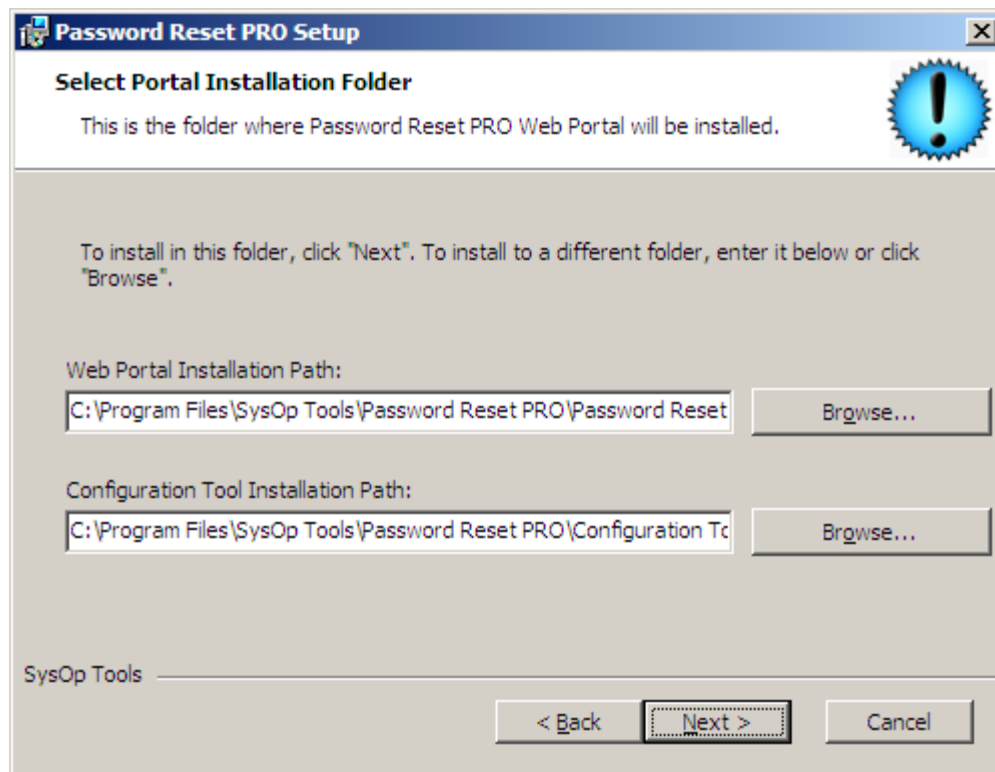 Password Reset PRO Setup
Select Portal Installation Folder
This is the folder where Password Reset PRO Web Portal will be installed.
To install in this folder, click "Next". To install to a different folder, enter it below or click
"Browse".
Web Portal Installation Path:
C:\Program Files\SysOp Tools\Password Reset PRO\Password Reset
Browse...
Configuration Tool Installation Path:
C:\Program Files\SysOp Tools\Password Reset PRO\Configuration Tc
Browse...
SysOp Tools
< Back
Next >
Cancel